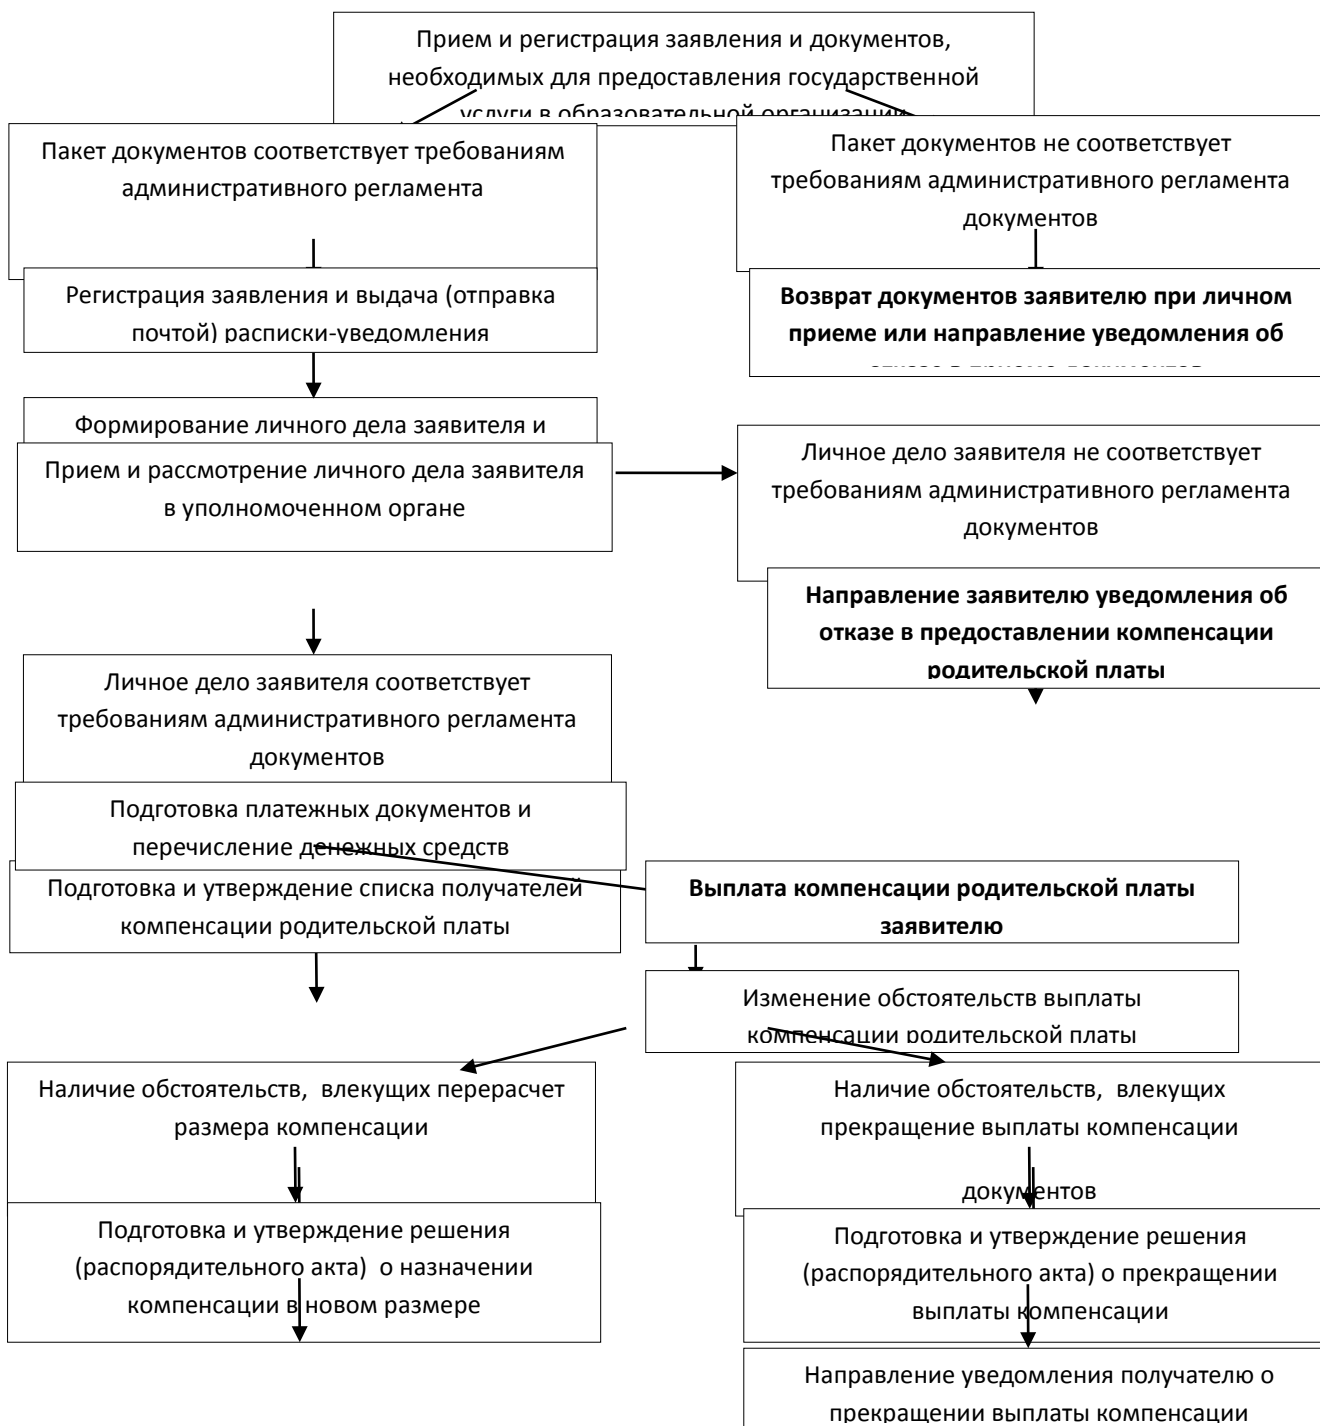 Прием и регистрация заявления и документов,
необходимых для предоставления государственной
услуги в образовательной организации
Пакет документов соответствует требованиям
административного регламента
Пакет документов не соответствует
требованиям административного регламента
документов
Регистрация заявления и выдача (отправка
почтой) расписки-уведомления
Возврат документов заявителю при личном
приеме или направление уведомления об
отказе в приеме документов
Формирование личного дела заявителя и
Прием и рассмотрение личного дела заявителя
в уполномоченном органе
Личное дело заявителя не соответствует
требованиям административного регламента
документов
Направление заявителю уведомления об
отказе в предоставлении компенсации
родительской платы
Личное дело заявителя соответствует
требованиям административного регламента
документов
Подготовка платежных документов и
перечисление денежных средств
Подготовка и утверждение списка получателей
компенсации родительской платы
Выплата компенсации родительской платы
заявителю
Изменение обстоятельств выплаты
компенсации родительской платы
Наличие обстоятельств, влекущих перерасчет
размера компенсации
Наличие обстоятельств, влекущих
прекращение выплаты компенсации
документов
Подготовка и утверждение решения
(распорядительного акта) о назначении
компенсации в новом размере
Подготовка и утверждение решения
(распорядительного акта) о прекращении
выплаты компенсации
Направление уведомления получателю о
прекращении выплаты компенсации